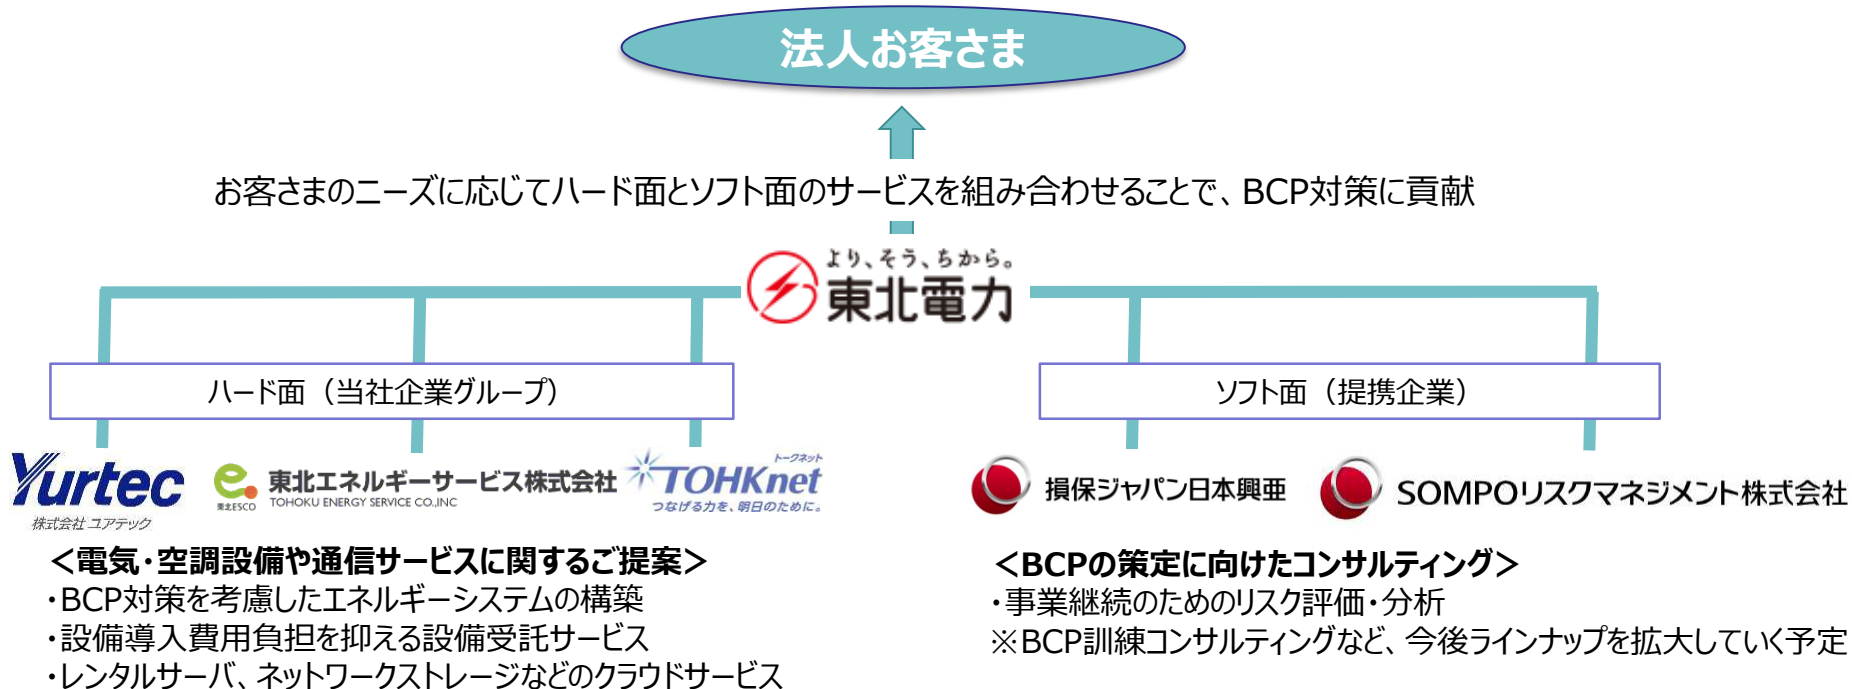 法人お客さま
お客さまのニーズに応じてハード面とソフト面のサービスを組み合わせることで、BCP対策に貢献
より、そう、ちから。
東北電力
ハード面（当社企業グループ）
ソフト面（提携企業）
Yurtec
株式会社 ユアテック
e
東北ESCO
東北エネルギーサービス株式会社
TOHOKU ENERGY SERVICE CO.,INC
トークネット
TOHKnet
つなげる力を、明日のために。
損保ジャパン日本興亜
SOMPOリスクマネジメント株式会社
＜電気・空調設備や通信サービスに関するご提案＞
・BCP対策を考慮したエネルギーシステムの構築
・設備導入費用負担を抑える設備受託サービス
・レンタルサーバ、ネットワークストレージなどのクラウドサービス
＜BCPの策定に向けたコンサルティング＞
・事業継続のためのリスク評価・分析
※BCP訓練コンサルティングなど、今後ラインナップを拡大していく予定